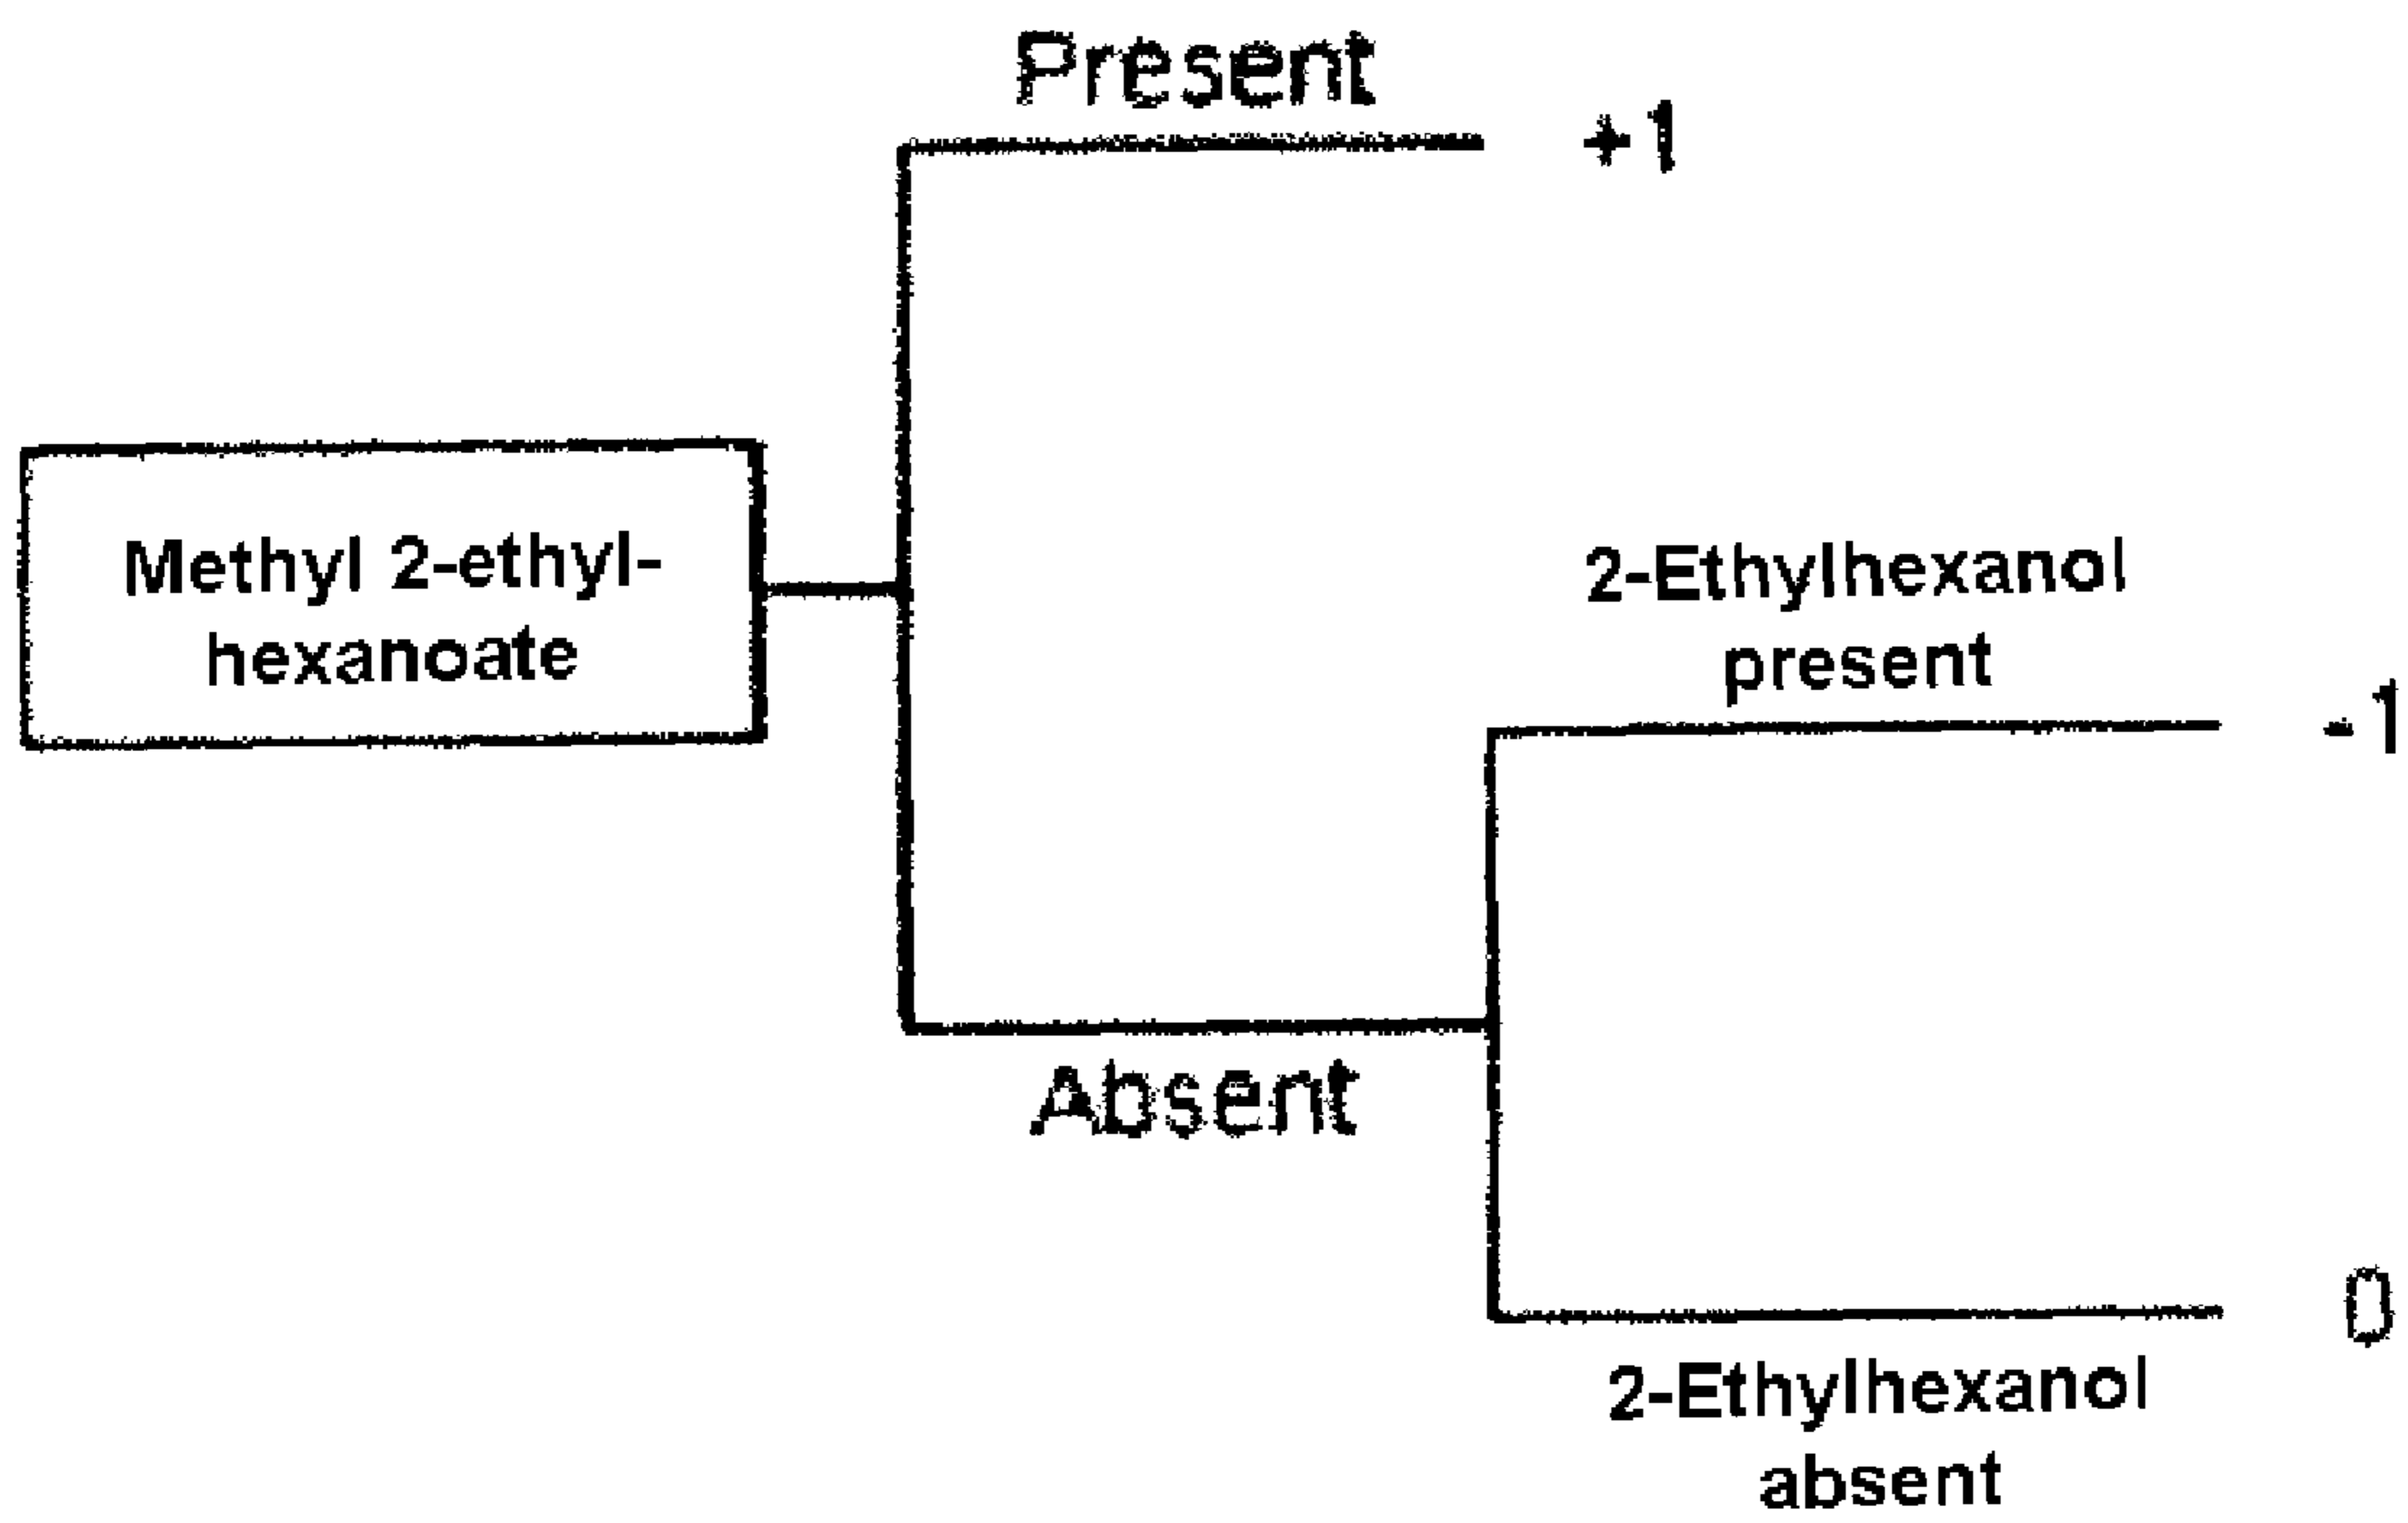 Present
+1
Methyl 2-ethyl-
hexanoate
2-Ethylhexanol
present
-1
Absent
0
2-Ethylhexanol
absent